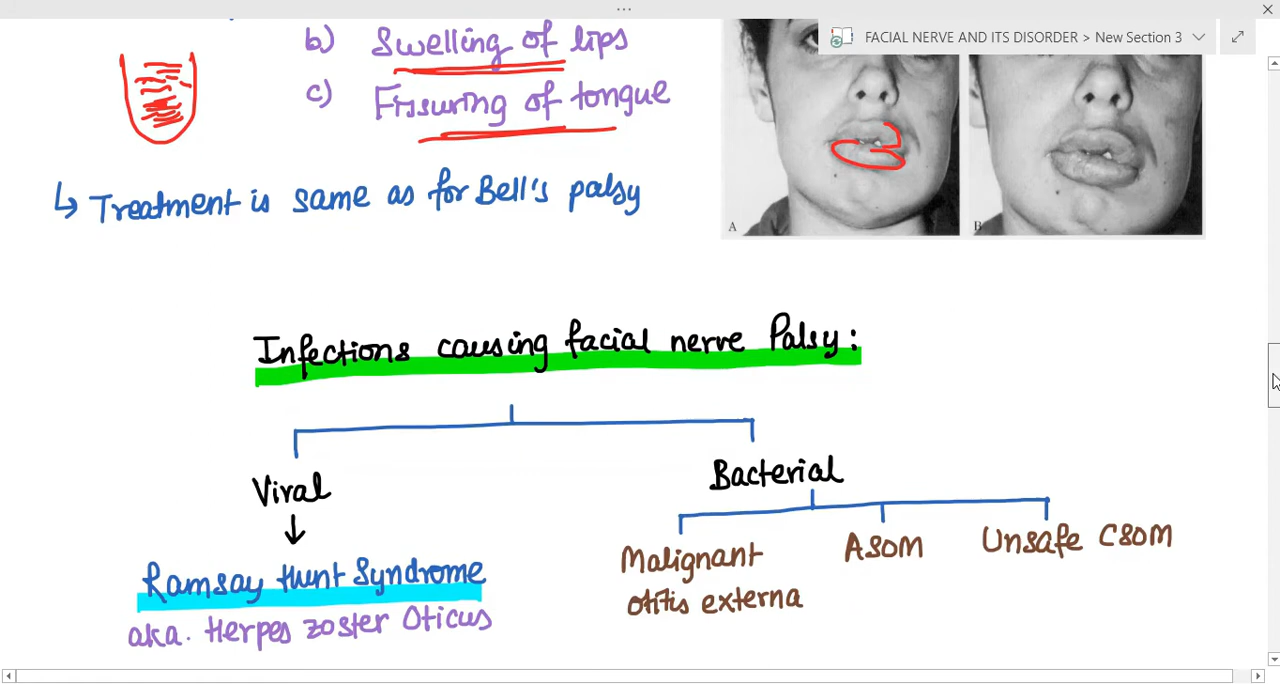 FACIAL NERVE AND ITS DISORDER > New Section 3
b) Swelling of lips
c) Fissuring of tongue
↳ Treatment is same as for Bell's palsy
A
B
Infections causing facial nerve Palsy:
Viral
Bacterial
Ramsay Hunt Syndrome
aka. Herpes zoster Oticus
Malignant
otitis externa
ASOM
Unsafe CSOM